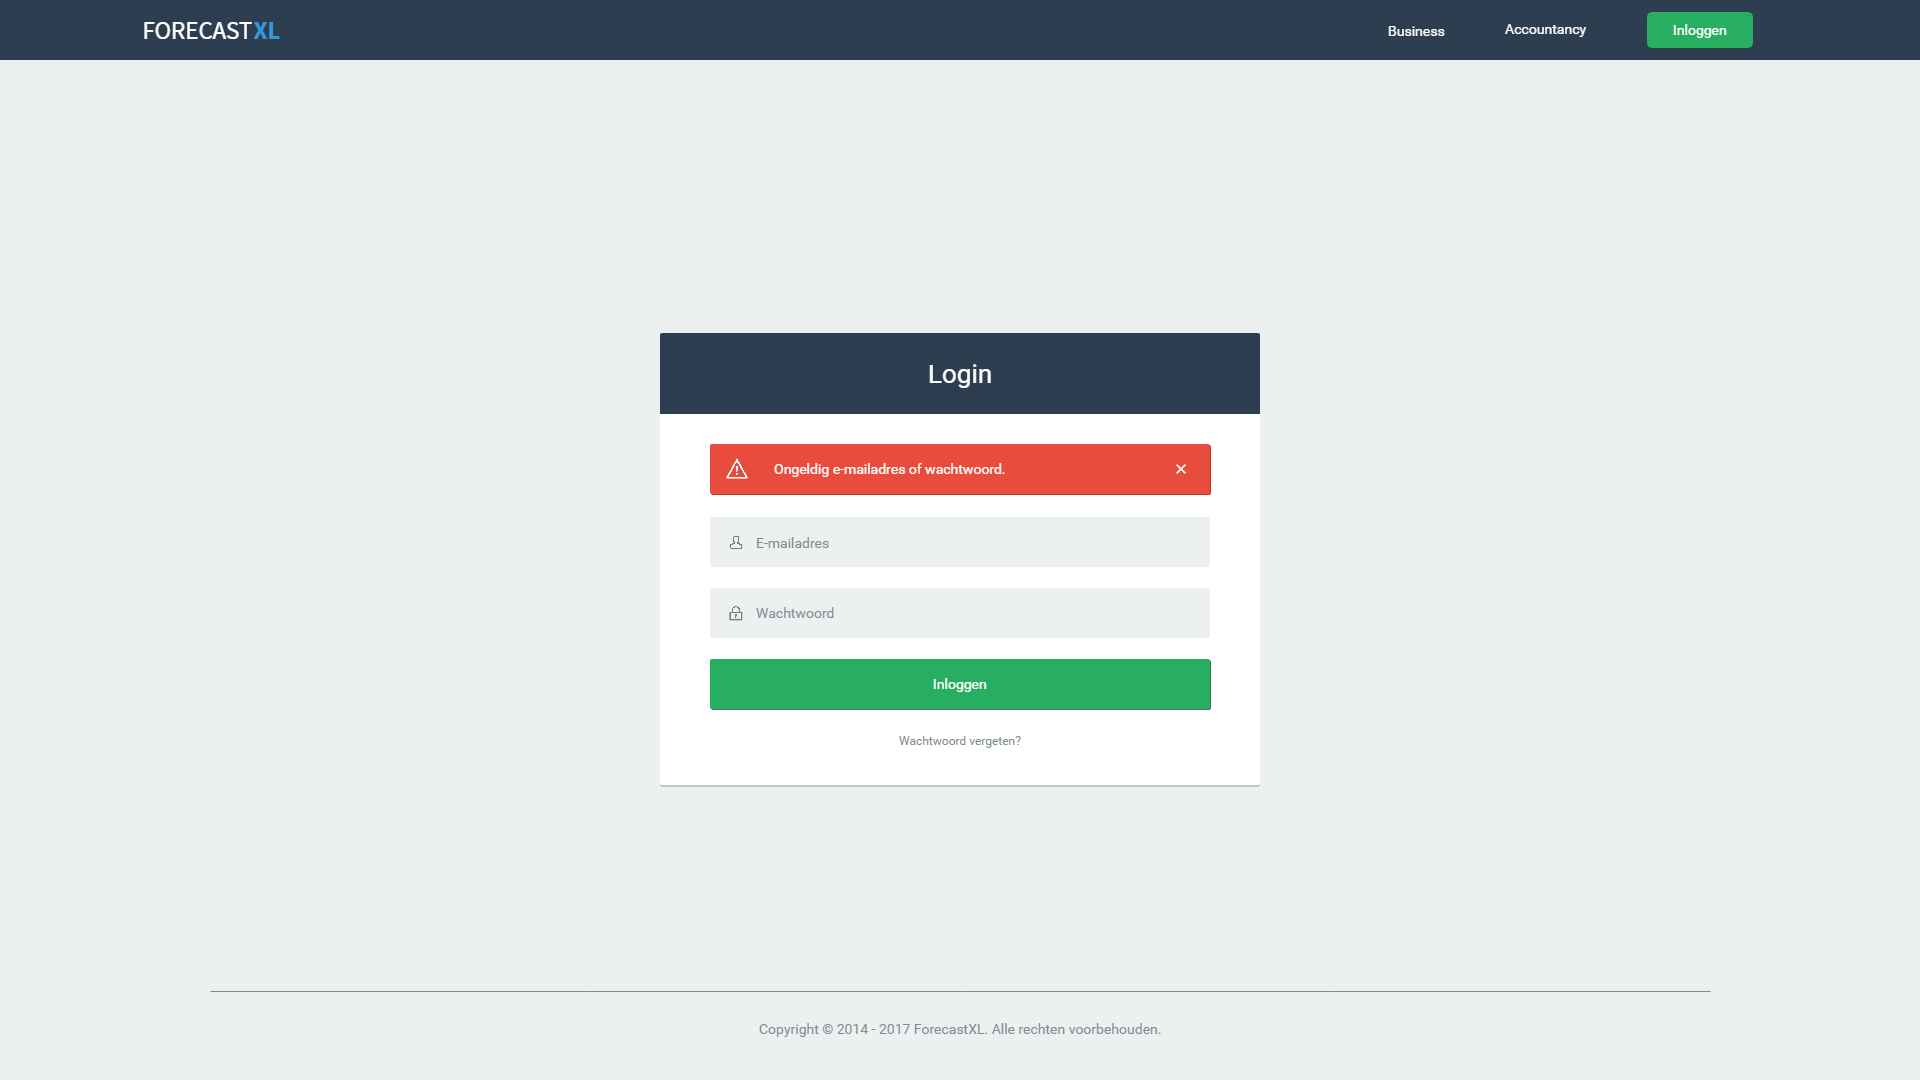 FORECASTXL
Business
Accountancy
Inloggen
Login
Ongeldig e-mailadres of wachtwoord.
E-mailadres
Wachtwoord
Inloggen
Wachtwoord vergeten?
Copyright © 2014 - 2017 ForecastXL. Alle rechten voorbehouden.